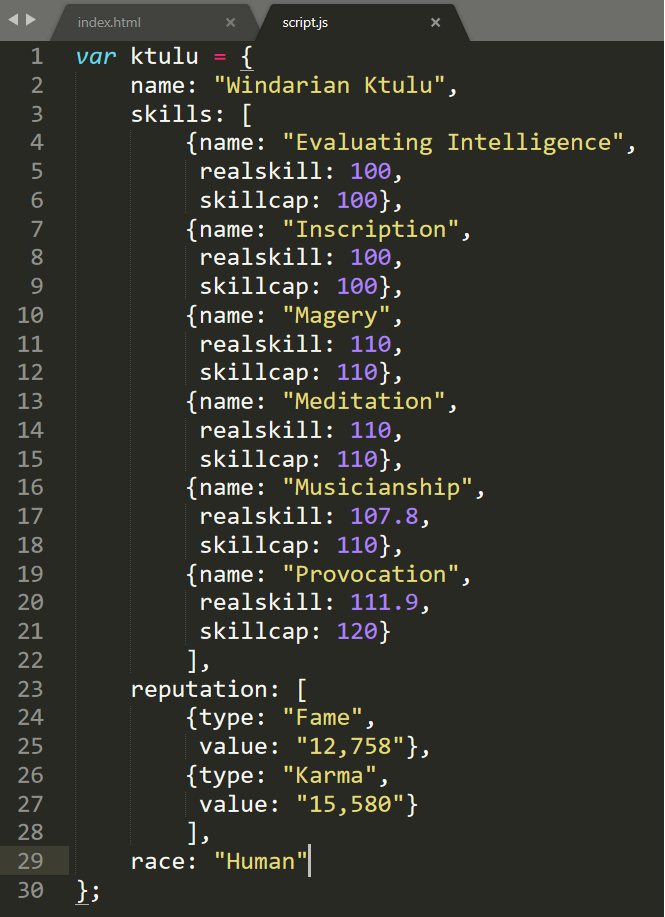 index.html × script.js ×
1 var ktulu = {
2 name: "Windarian Ktulu",
3 skills: [
4 {name: "Evaluating Intelligence",
5 realskill: 100,
6 skillcap: 100},
7 {name: "Inscription",
8 realskill: 100,
9 skillcap: 100},
10 {name: "Magery",
11 realskill: 110,
12 skillcap: 110},
13 {name: "Meditation",
14 realskill: 110,
15 skillcap: 110},
16 {name: "Musicianship",
17 realskill: 107.8,
18 skillcap: 110},
19 {name: "Provocation",
20 realskill: 111.9,
21 skillcap: 120}
22 ],
23 reputation: [
24 {type: "Fame",
25 value: "12,758"},
26 {type: "Karma",
27 value: "15,580"}
28 ],
29 race: "Human"
30 };